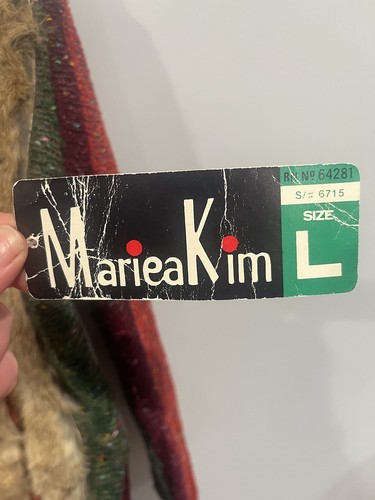 MarieaKim
RN Nº 64281
S/# 6715
SIZE
L